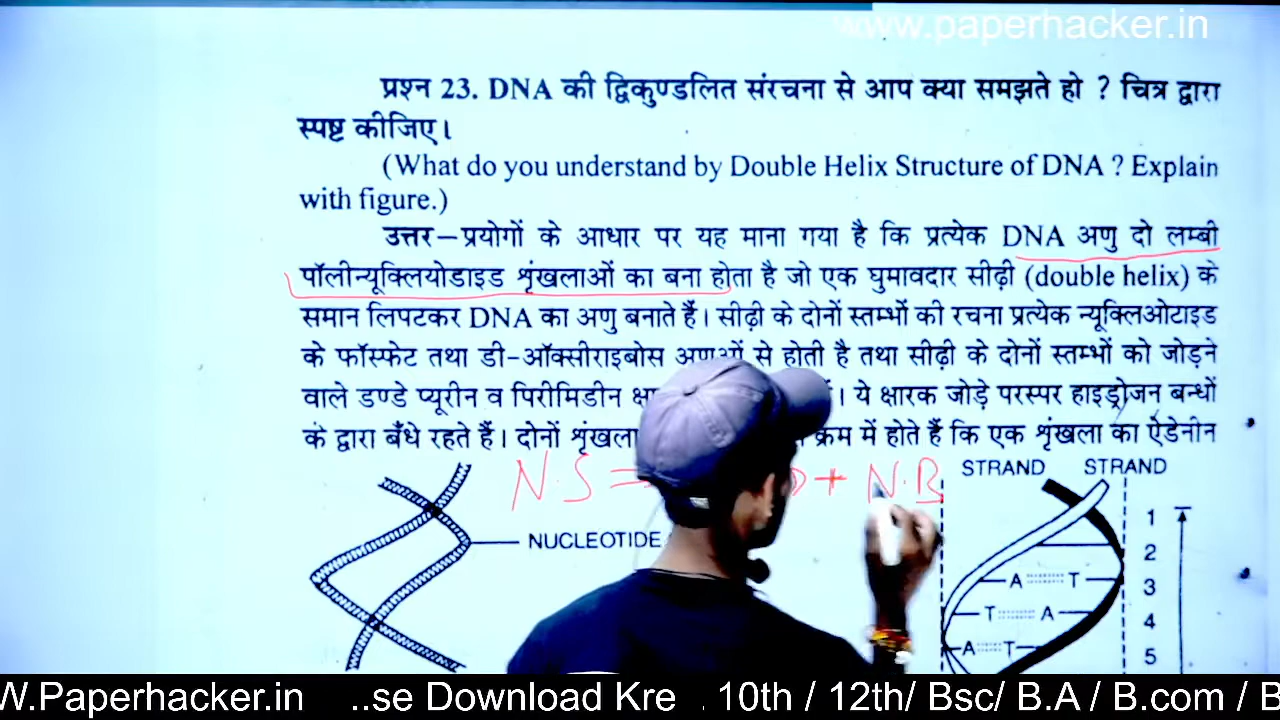 www.paperhacker.in
प्रश्न 23. DNA की द्विकुण्डलित संरचना से आप क्या समझते हो ? चित्र द्वारा
स्पष्ट कीजिए।
(What do you understand by Double Helix Structure of DNA ? Explain
with figure.)
उत्तर–प्रयोगों के आधार पर यह माना गया है कि प्रत्येक DNA अणु दो लम्बी
पॉलीन्यूक्लियोडाइड शृंखलाओं का बना होता है जो एक घुमावदार सीढ़ी (double helix) के
समान लिपटकर DNA का अणु बनाते हैं। सीढ़ी के दोनों स्तम्भों की रचना प्रत्येक न्यूक्लिओटाइड
के फॉस्फेट तथा डी-ऑक्सीराइबोस अणुओं से होती है तथा सीढ़ी के दोनों स्तम्भों को जोड़ने
वाले डण्डे प्यूरीन व पिरीमिडीन । ये क्षारक जोड़े परस्पर हाइड्रोजन बन्धों
के द्वारा बँधे रहते हैं। दोनों क्रम में होते हैं कि एक शृंखला का ऐडेनीन
N.S = + N.B
STRAND STRAND
NUCLEOTIDE
1
2
A T 3
T A 4
A T 5
W.Paperhacker.in ..se Download Kre . 10th / 12th/ Bsc/ B.A / B.com / B